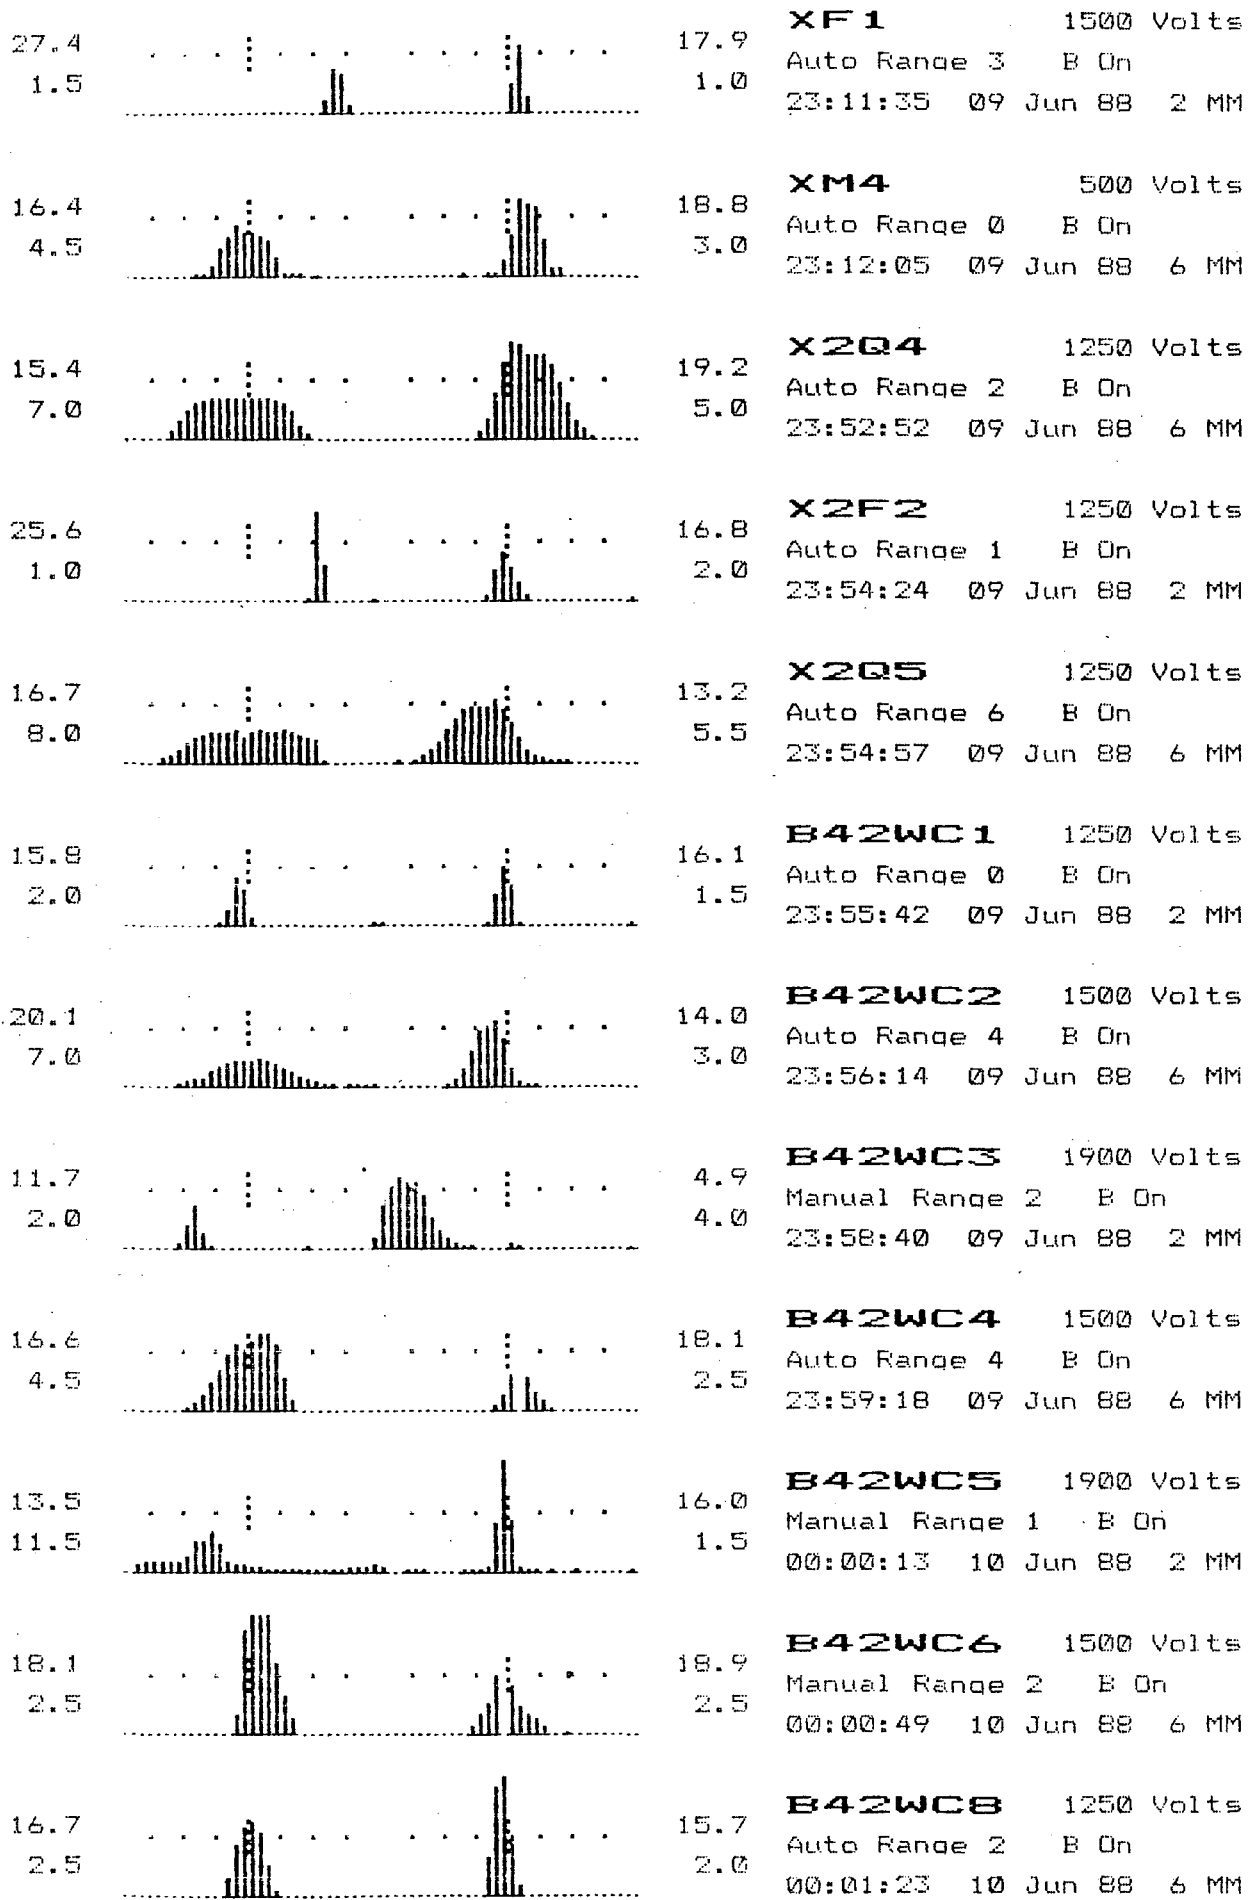 27.4 17.9 XF1 1500 Volts
1.5 1.0 Auto Range 3 B On
23:11:35 09 Jun 88 2 MM
16.4 18.8 XM4 500 Volts
4.5 3.0 Auto Range 0 B On
23:12:05 09 Jun 88 6 MM
15.4 19.2 X2Q4 1250 Volts
7.0 5.0 Auto Range 2 B On
23:52:52 09 Jun 88 6 MM
25.6 16.8 X2F2 1250 Volts
1.0 2.0 Auto Range 1 B On
23:54:24 09 Jun 88 2 MM
16.7 13.2 X2Q5 1250 Volts
8.0 5.5 Auto Range 6 B On
23:54:57 09 Jun 88 6 MM
15.8 16.1 B42WC1 1250 Volts
2.0 1.5 Auto Range 0 B On
23:55:42 09 Jun 88 2 MM
20.1 14.0 B42WC2 1500 Volts
7.0 3.0 Auto Range 4 B On
23:56:14 09 Jun 88 6 MM
11.7 4.9 B42WC3 1900 Volts
2.0 4.0 Manual Range 2 B On
23:58:40 09 Jun 88 2 MM
16.6 18.1 B42WC4 1500 Volts
4.5 2.5 Auto Range 4 B On
23:59:18 09 Jun 88 6 MM
13.5 16.0 B42WC5 1900 Volts
11.5 1.5 Manual Range 1 B On
00:00:13 10 Jun 88 2 MM
18.1 18.9 B42WC6 1500 Volts
2.5 2.5 Manual Range 2 B On
00:00:49 10 Jun 88 6 MM
16.7 15.7 B42WC8 1250 Volts
2.5 2.0 Auto Range 2 B On
00:01:23 10 Jun 88 6 MM